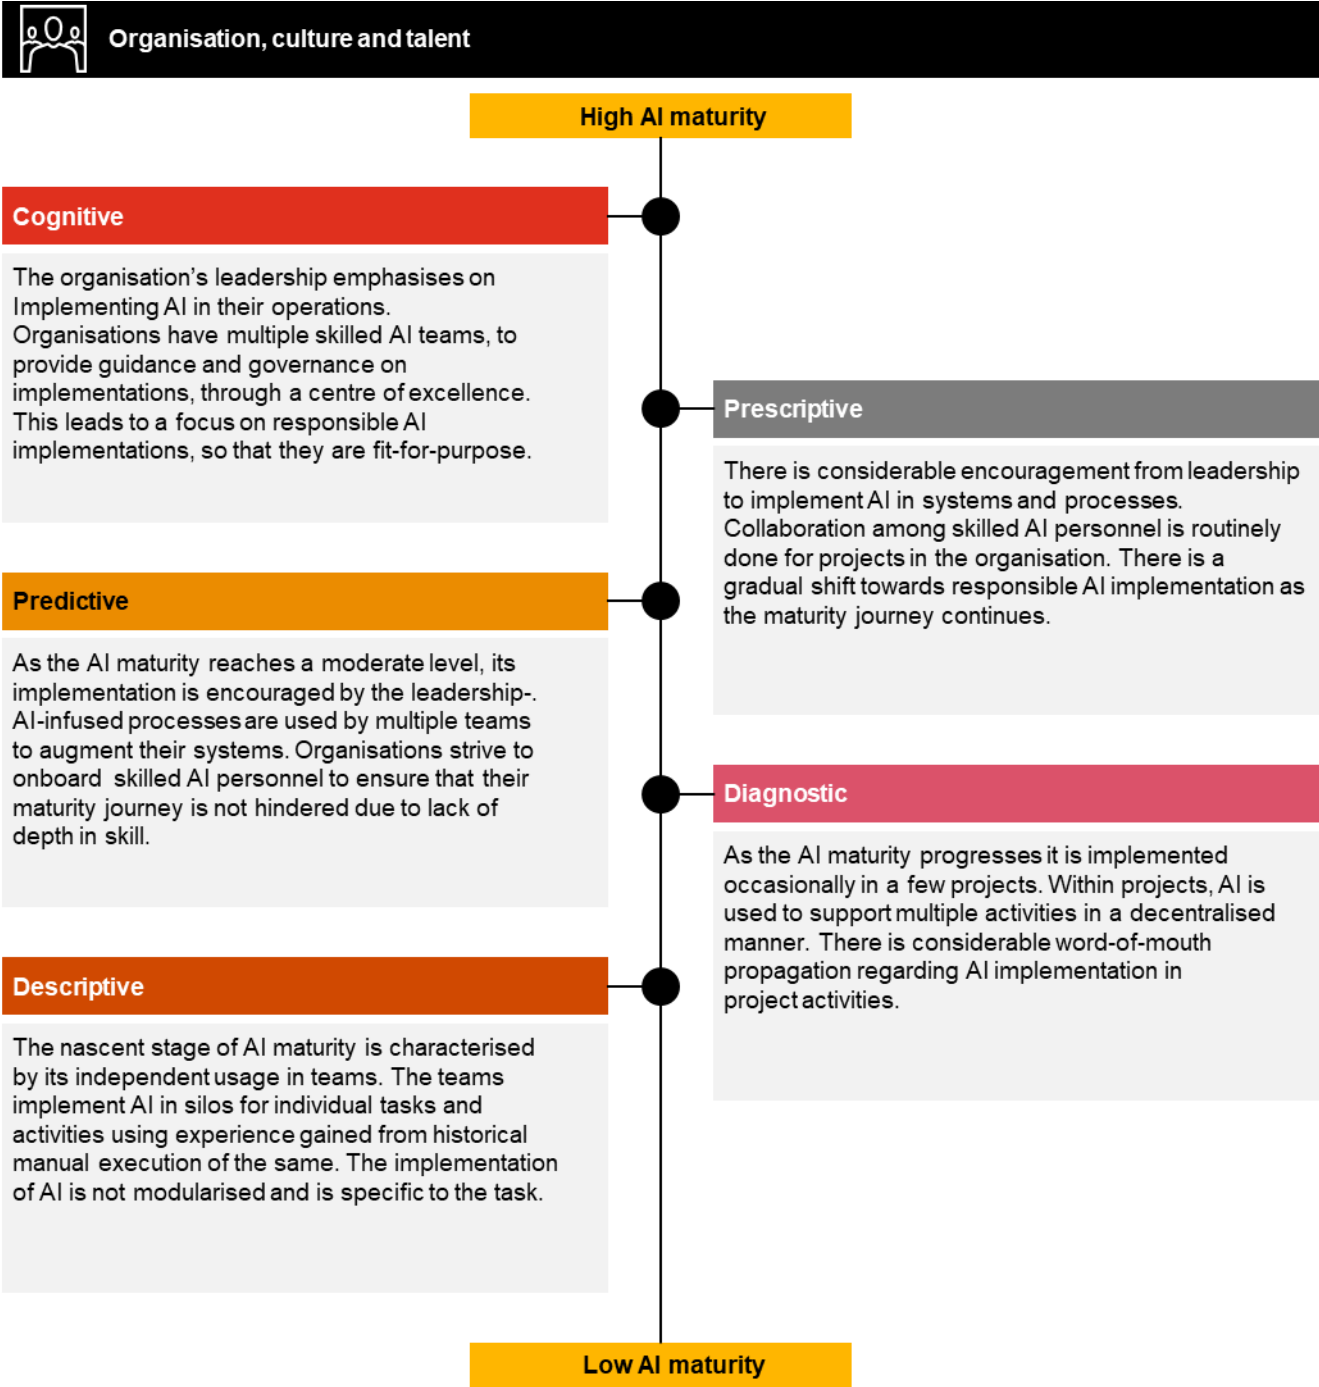 Organisation, culture and talent
High AI maturity
Cognitive
The organisation's leadership emphasises on
Implementing AI in their operations.
Organisations have multiple skilled AI teams, to
provide guidance and governance on
implementations, through a centre of excellence.
This leads to a focus on responsible AI
implementations, so that they are fit-for-purpose.
Prescriptive
There is considerable encouragement from leadership
to implement AI in systems and processes.
Collaboration among skilled AI personnel is routinely
done for projects in the organisation. There is a
gradual shift towards responsible AI implementation as
the maturity journey continues.
Predictive
As the AI maturity reaches a moderate level, its
implementation is encouraged by the leadership-.
AI-infused processes are used by multiple teams
to augment their systems. Organisations strive to
onboard skilled AI personnel to ensure that their
maturity journey is not hindered due to lack of
depth in skill.
Diagnostic
As the AI maturity progresses it is implemented
occasionally in a few projects. Within projects, AI is
used to support multiple activities in a decentralised
manner. There is considerable word-of-mouth
propagation regarding AI implementation in
project activities.
Descriptive
The nascent stage of AI maturity is characterised
by its independent usage in teams. The teams
implement AI in silos for individual tasks and
activities using experience gained from historical
manual execution of the same. The implementation
of AI is not modularised and is specific to the task.
Low AI maturity